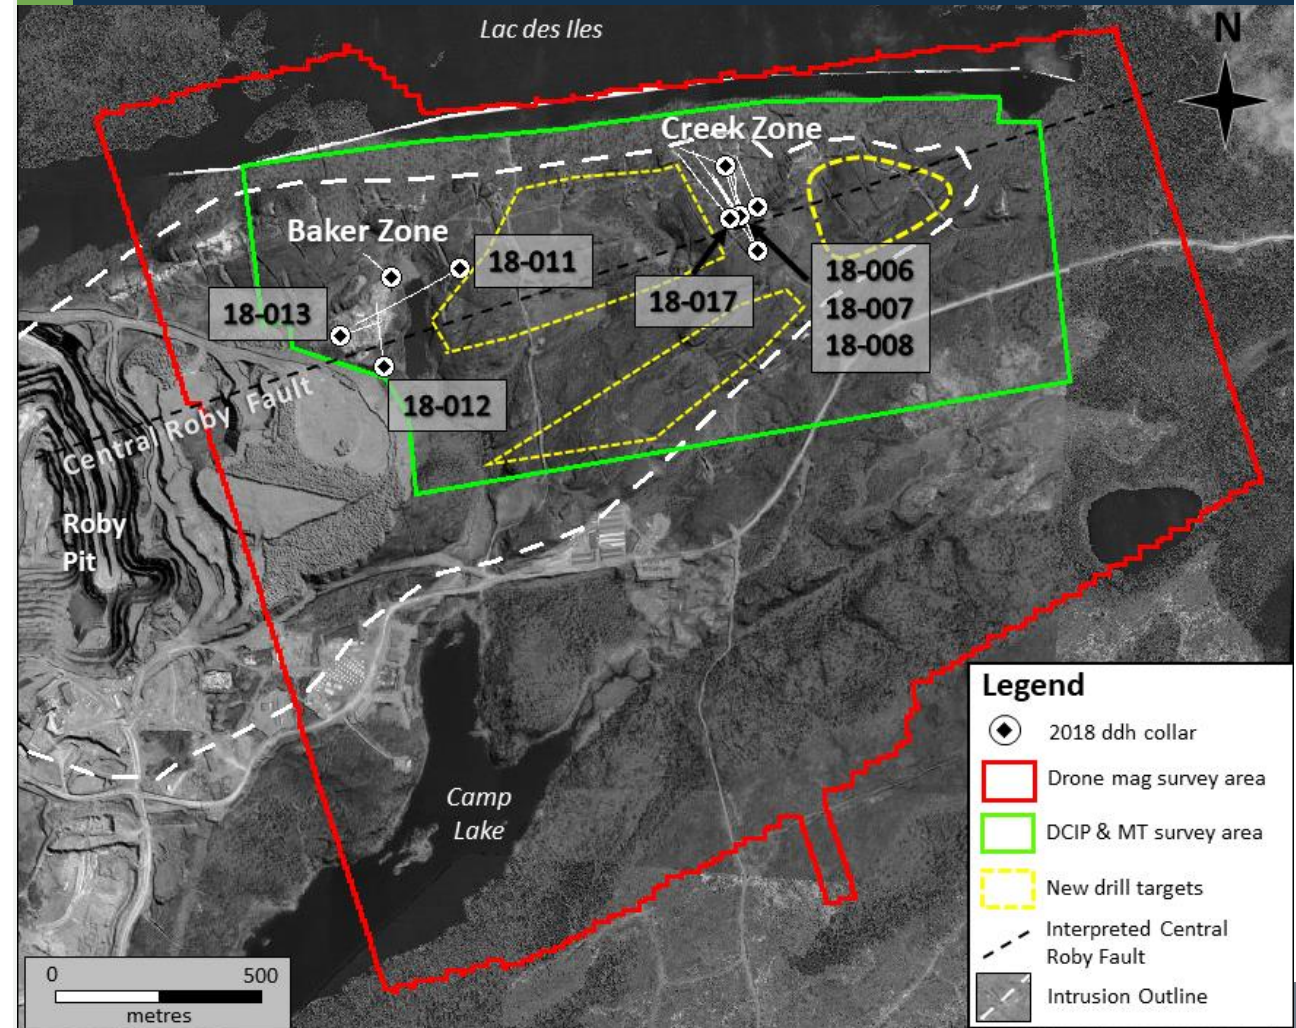 Lac des Iles
N
Creek Zone
Baker Zone
18-011
18-013
18-017
18-006
18-007
18-008
18-012
Central Roby Fault
Roby
Pit
Camp
Lake
Legend
2018 ddh collar
Drone mag survey area
DCIP & MT survey area
New drill targets
Interpreted Central
Roby Fault
Intrusion Outline
0 500
metres